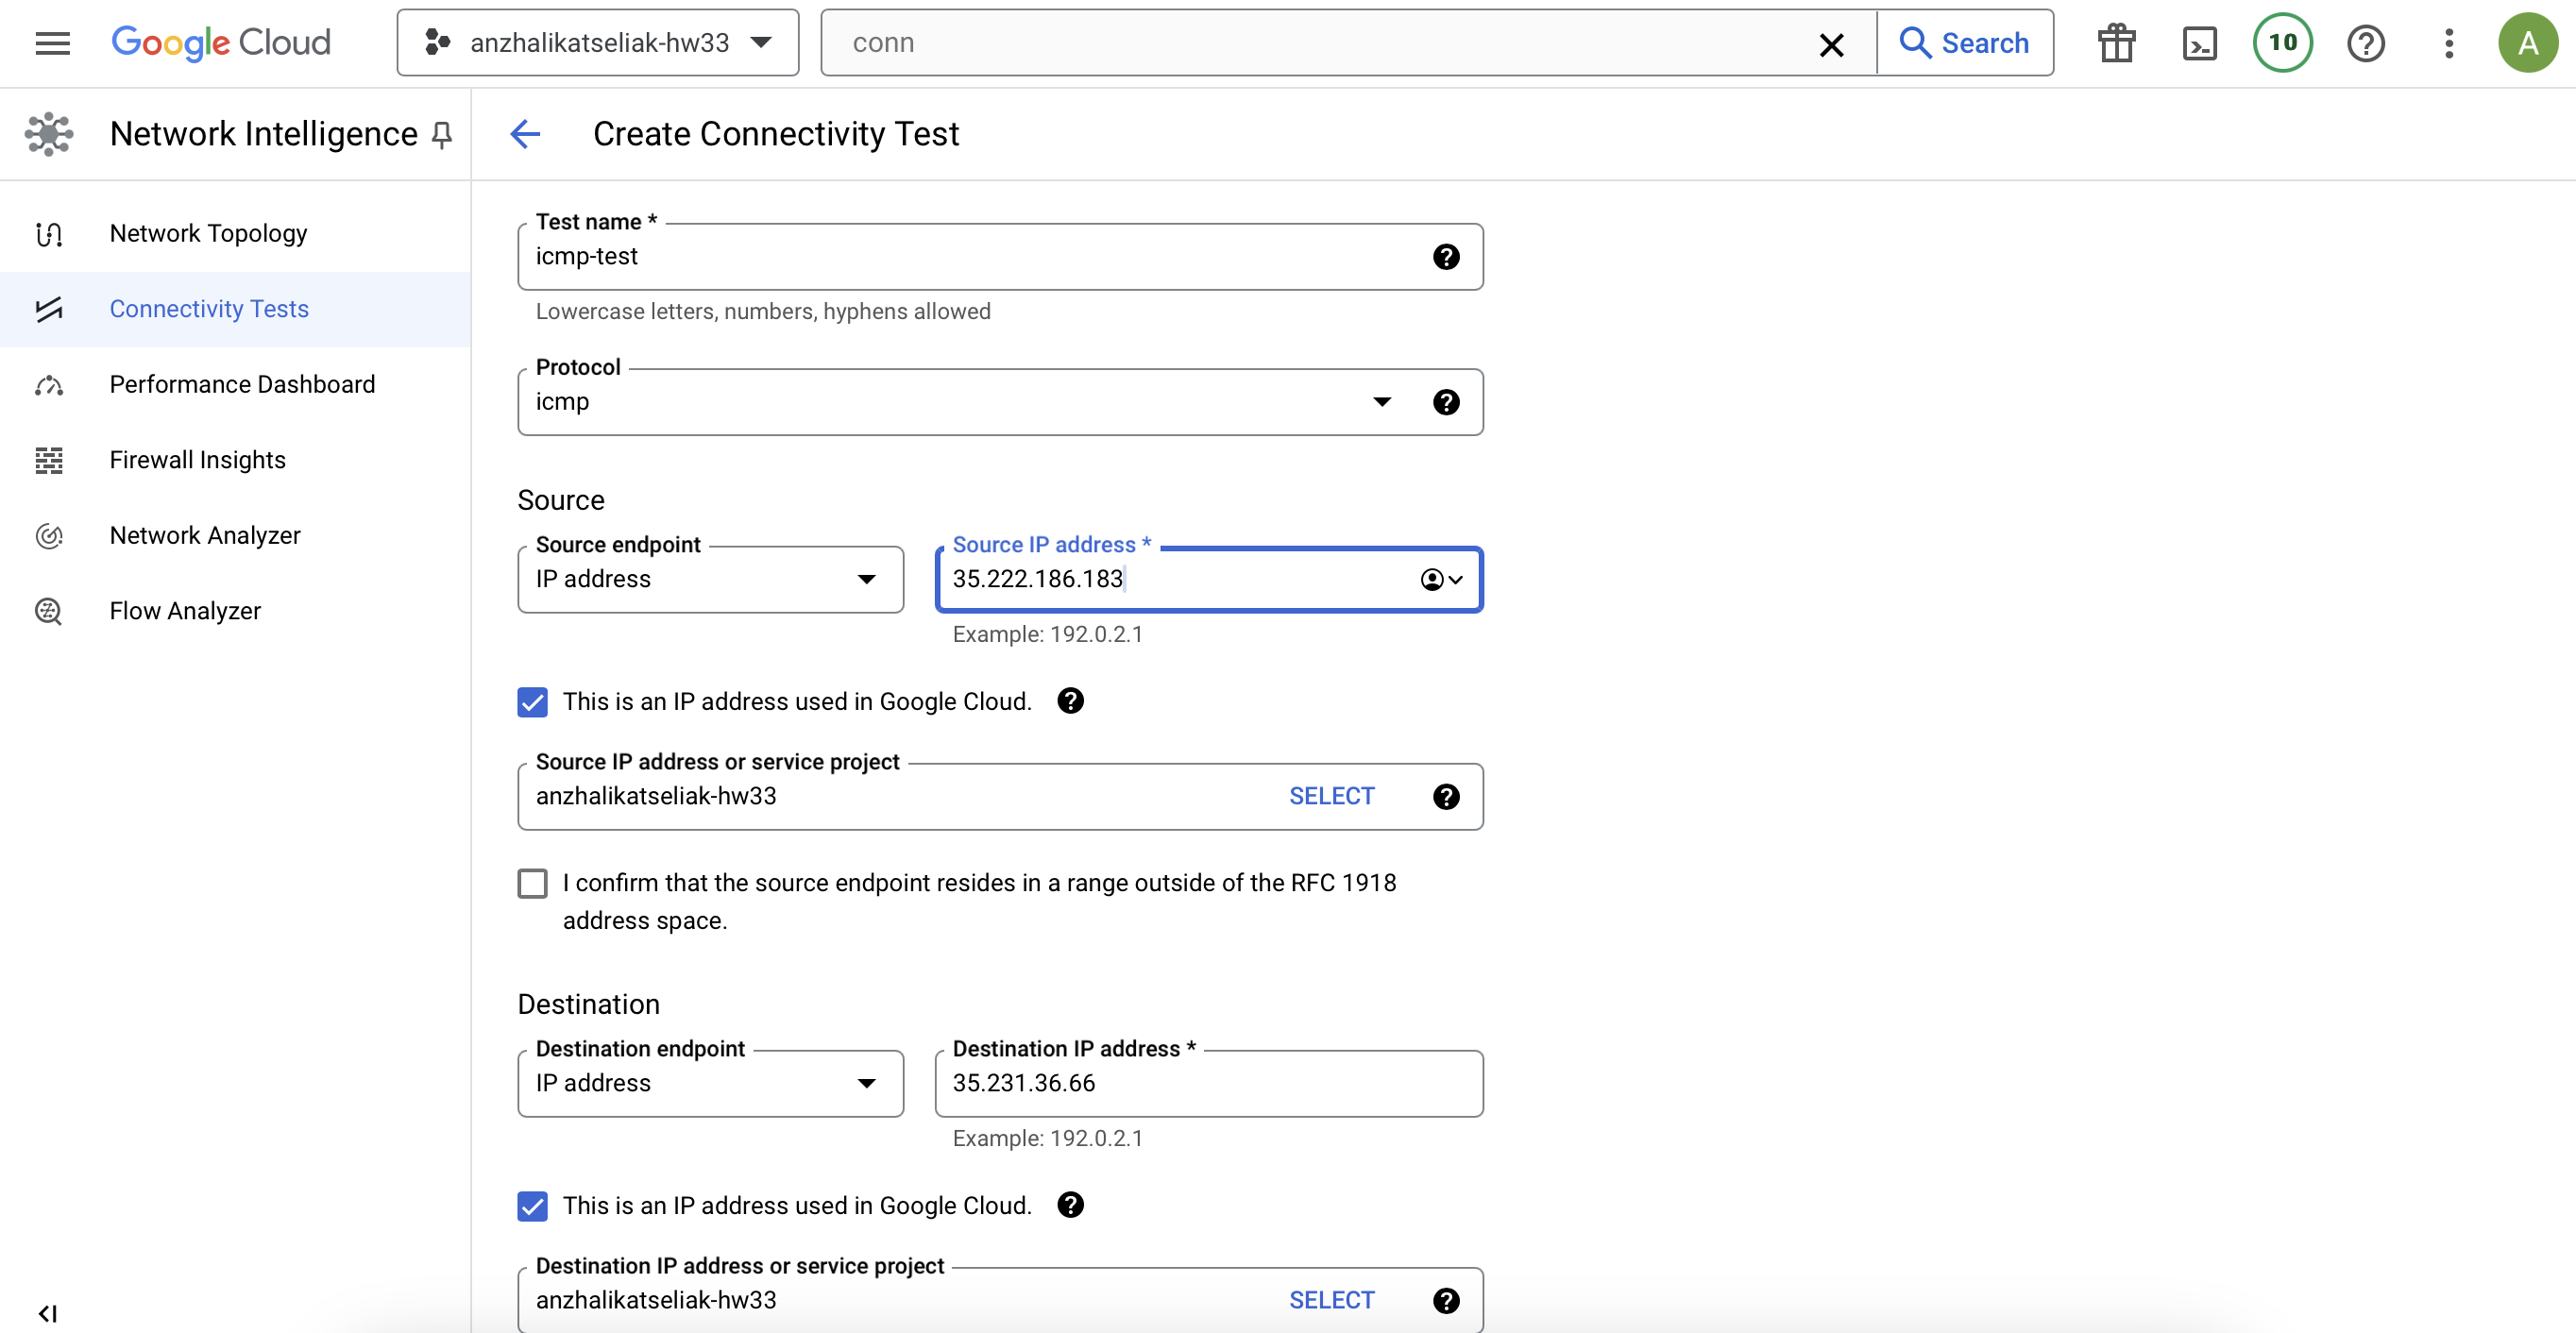 Google Cloud
anzhalikatseliak-hw33
conn
Search
10
A
Network Intelligence
Create Connectivity Test
Network Topology
Connectivity Tests
Performance Dashboard
Firewall Insights
Network Analyzer
Flow Analyzer
Test name *
icmp-test
Lowercase letters, numbers, hyphens allowed
Protocol
icmp
Source
Source endpoint
IP address
Source IP address *
35.222.186.183
Example: 192.0.2.1
This is an IP address used in Google Cloud.
Source IP address or service project
anzhalikatseliak-hw33
SELECT
I confirm that the source endpoint resides in a range outside of the RFC 1918
address space.
Destination
Destination endpoint
IP address
Destination IP address *
35.231.36.66
Example: 192.0.2.1
This is an IP address used in Google Cloud.
Destination IP address or service project
anzhalikatseliak-hw33
SELECT